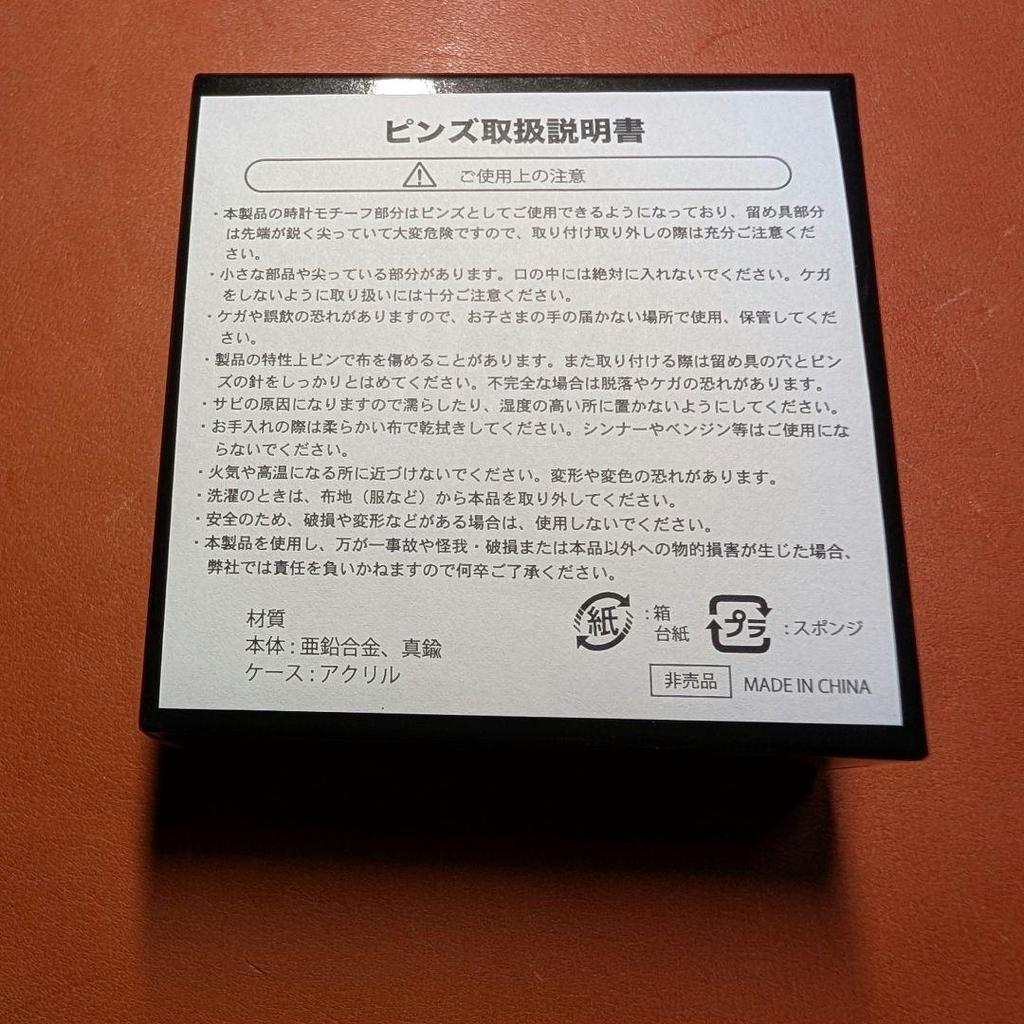 ピンズ取扱説明書
ご使用上の注意
・本製品の時計モチーフ部分はピンズとしてご使用できるようになっており、留め具部分
は先端が鋭く尖っていて大変危険ですので、取り付け取り外しの際は充分ご注意くだ
さい。
・小さな部品や尖っている部分があります。口の中には絶対に入れないでください。ケガ
をしないように取り扱いには十分ご注意ください。
・ケガや誤飲の恐れがありますので、お子さまの手の届かない場所で使用、保管してくだ
さい。
・製品の特性上ピンで布を傷めることがあります。また取り付ける際は留め具の穴とピン
ズの針をしっかりとはめてください。不完全な場合は脱落やケガの恐れがあります。
・サビの原因になりますので濡らしたり、湿度の高い所に置かないようにしてください。
・お手入れの際は柔らかい布で乾拭きしてください。シンナーやベンジン等はご使用にな
らないでください。
・火気や高温になる所に近づけないでください。変形や変色の恐れがあります。
・洗濯のときは、布地（服など）から本品を取り外してください。
・安全のため、破損や変形などがある場合は、使用しないでください。
・本製品を使用し、万が一事故や怪我・破損または本品以外への物的損害が生じた場合、
弊社では責任を負いかねますので何卒ご了承ください。
材質
本体：亜鉛合金、真鍮
ケース：アクリル
紙：箱
台紙
プラ：スポンジ
非売品 MADE IN CHINA